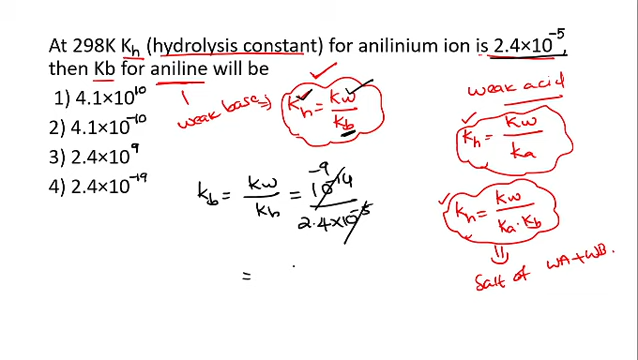 At 298K Kh (hydrolysis constant) for anilinium ion is 2.4×10⁻⁵,
then Kb for aniline will be
1) 4.1×10¹⁰
2) 4.1×10⁻¹⁰
3) 2.4×10⁹
4) 2.4×10⁻¹⁹
weak base⇒
Kh = Kw/Kb
weak acid
Kh = Kw/Ka
Kh = Kw/Ka·Kb
⇓
Salt of WA+WB.
Kb = Kw/Kh = 10⁻¹⁴/2.4×10⁻⁵
-9
=